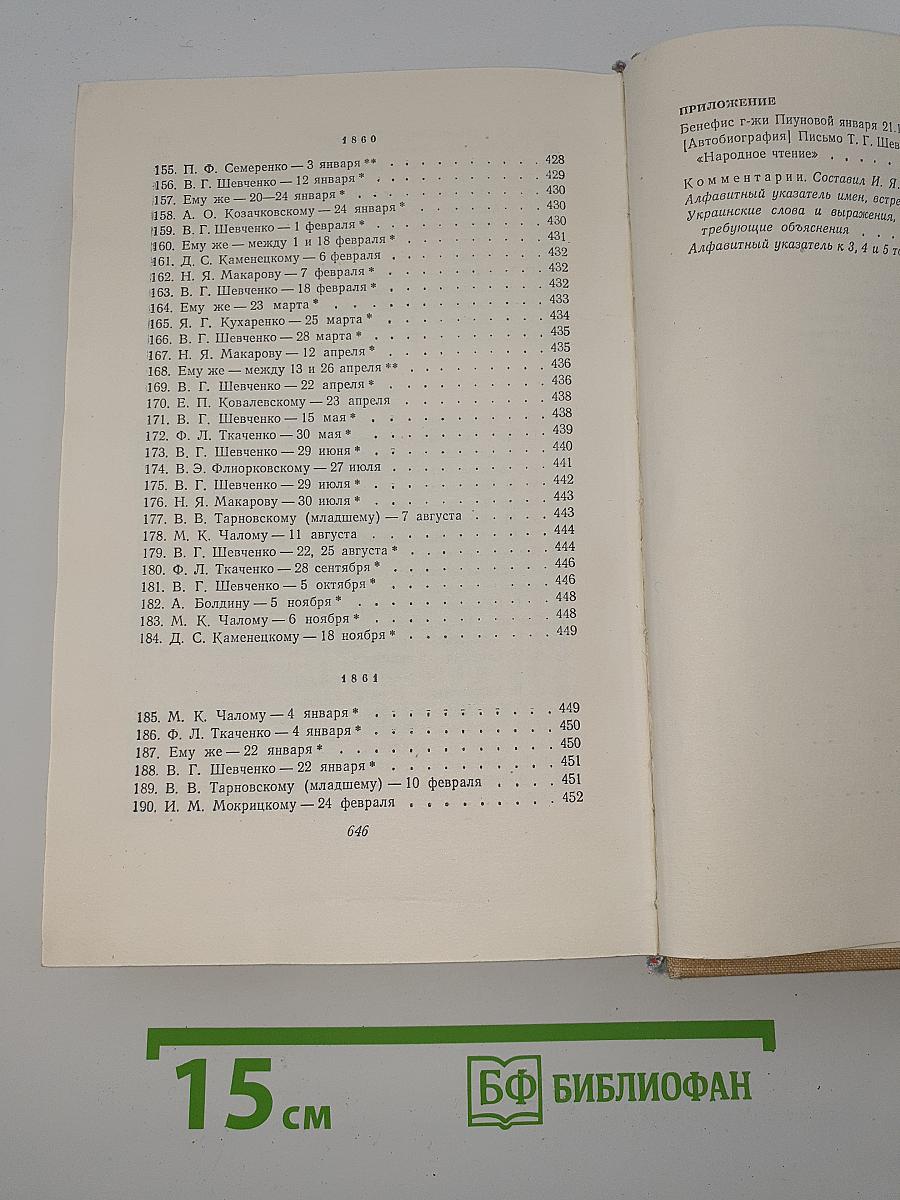 1860
155. П. Ф. Семеренко — 3 января ** . . . . . . . . . . 428
156. В. Г. Шевченко — 12 января * . . . . . . . . . . 429
157. Ему же — 20—24 января * . . . . . . . . . . 430
158. А. О. Козачковскому — 24 января * . . . . . . . . 430
159. В. Г. Шевченко — 1 февраля * . . . . . . . . . . 430
160. Ему же — между 1 и 18 февраля * . . . . . . . . 431
161. Д. С. Каменецкому — 6 февраля . . . . . . . . . 432
162. Н. Я. Макарову — 7 февраля * . . . . . . . . . . 432
163. В. Г. Шевченко — 18 февраля * . . . . . . . . . . 432
164. Ему же — 23 марта * . . . . . . . . . . . 433
165. Я. Г. Кухаренко — 25 марта * . . . . . . . . . . 434
166. В. Г. Шевченко — 28 марта * . . . . . . . . . . 435
167. Н. Я. Макарову — 12 апреля * . . . . . . . . . . 435
168. Ему же — между 13 и 26 апреля ** . . . . . . . . 436
169. В. Г. Шевченко — 22 апреля * . . . . . . . . . . 436
170. Е. П. Ковалевскому — 23 апреля . . . . . . . . . 438
171. В. Г. Шевченко — 15 мая * . . . . . . . . . . 438
172. Ф. Л. Ткаченко — 30 мая * . . . . . . . . . . 439
173. В. Г. Шевченко — 29 июня * . . . . . . . . . . 440
174. В. Э. Флиорковскому — 27 июля . . . . . . . . . 441
175. В. Г. Шевченко — 29 июля * . . . . . . . . . . 442
176. Н. Я. Макарову — 30 июля * . . . . . . . . . . 443
177. В. В. Тарновскому (младшему) — 7 августа . . . . . 443
178. М. К. Чалому — 11 августа . . . . . . . . . . 444
179. В. Г. Шевченко — 22, 25 августа * . . . . . . . . 444
180. Ф. Л. Ткаченко — 28 сентября * . . . . . . . . . 446
181. В. Г. Шевченко — 5 октября * . . . . . . . . . . 446
182. А. Болдину — 5 ноября * . . . . . . . . . . 448
183. М. К. Чалому — 6 ноября * . . . . . . . . . . 448
184. Д. С. Каменецкому — 18 ноября * . . . . . . . . 449
1861
185. М. К. Чалому — 4 января * . . . . . . . . . . 449
186. Ф. Л. Ткаченко — 4 января * . . . . . . . . . . 450
187. Ему же — 22 января * . . . . . . . . . . . 450
188. В. Г. Шевченко — 22 января * . . . . . . . . . . 451
189. В. В. Тарновскому (младшему) — 10 февраля . . . . 451
190. И. М. Мокрицкому — 24 февраля . . . . . . . . . 452
646
ПРИЛОЖЕНИЕ
Бенефис г-жи Пиуновой января 21.
[Автобиография] Письмо Т. Г. Шев
«Народное чтение» . . . . .
Комментарии. Составил И. Я.
Алфавитный указатель имен, встре
Украинские слова и выражения,
требующие объяснения . . . .
Алфавитный указатель к 3, 4 и 5 то
15 см
БФ БИБЛИОФАН